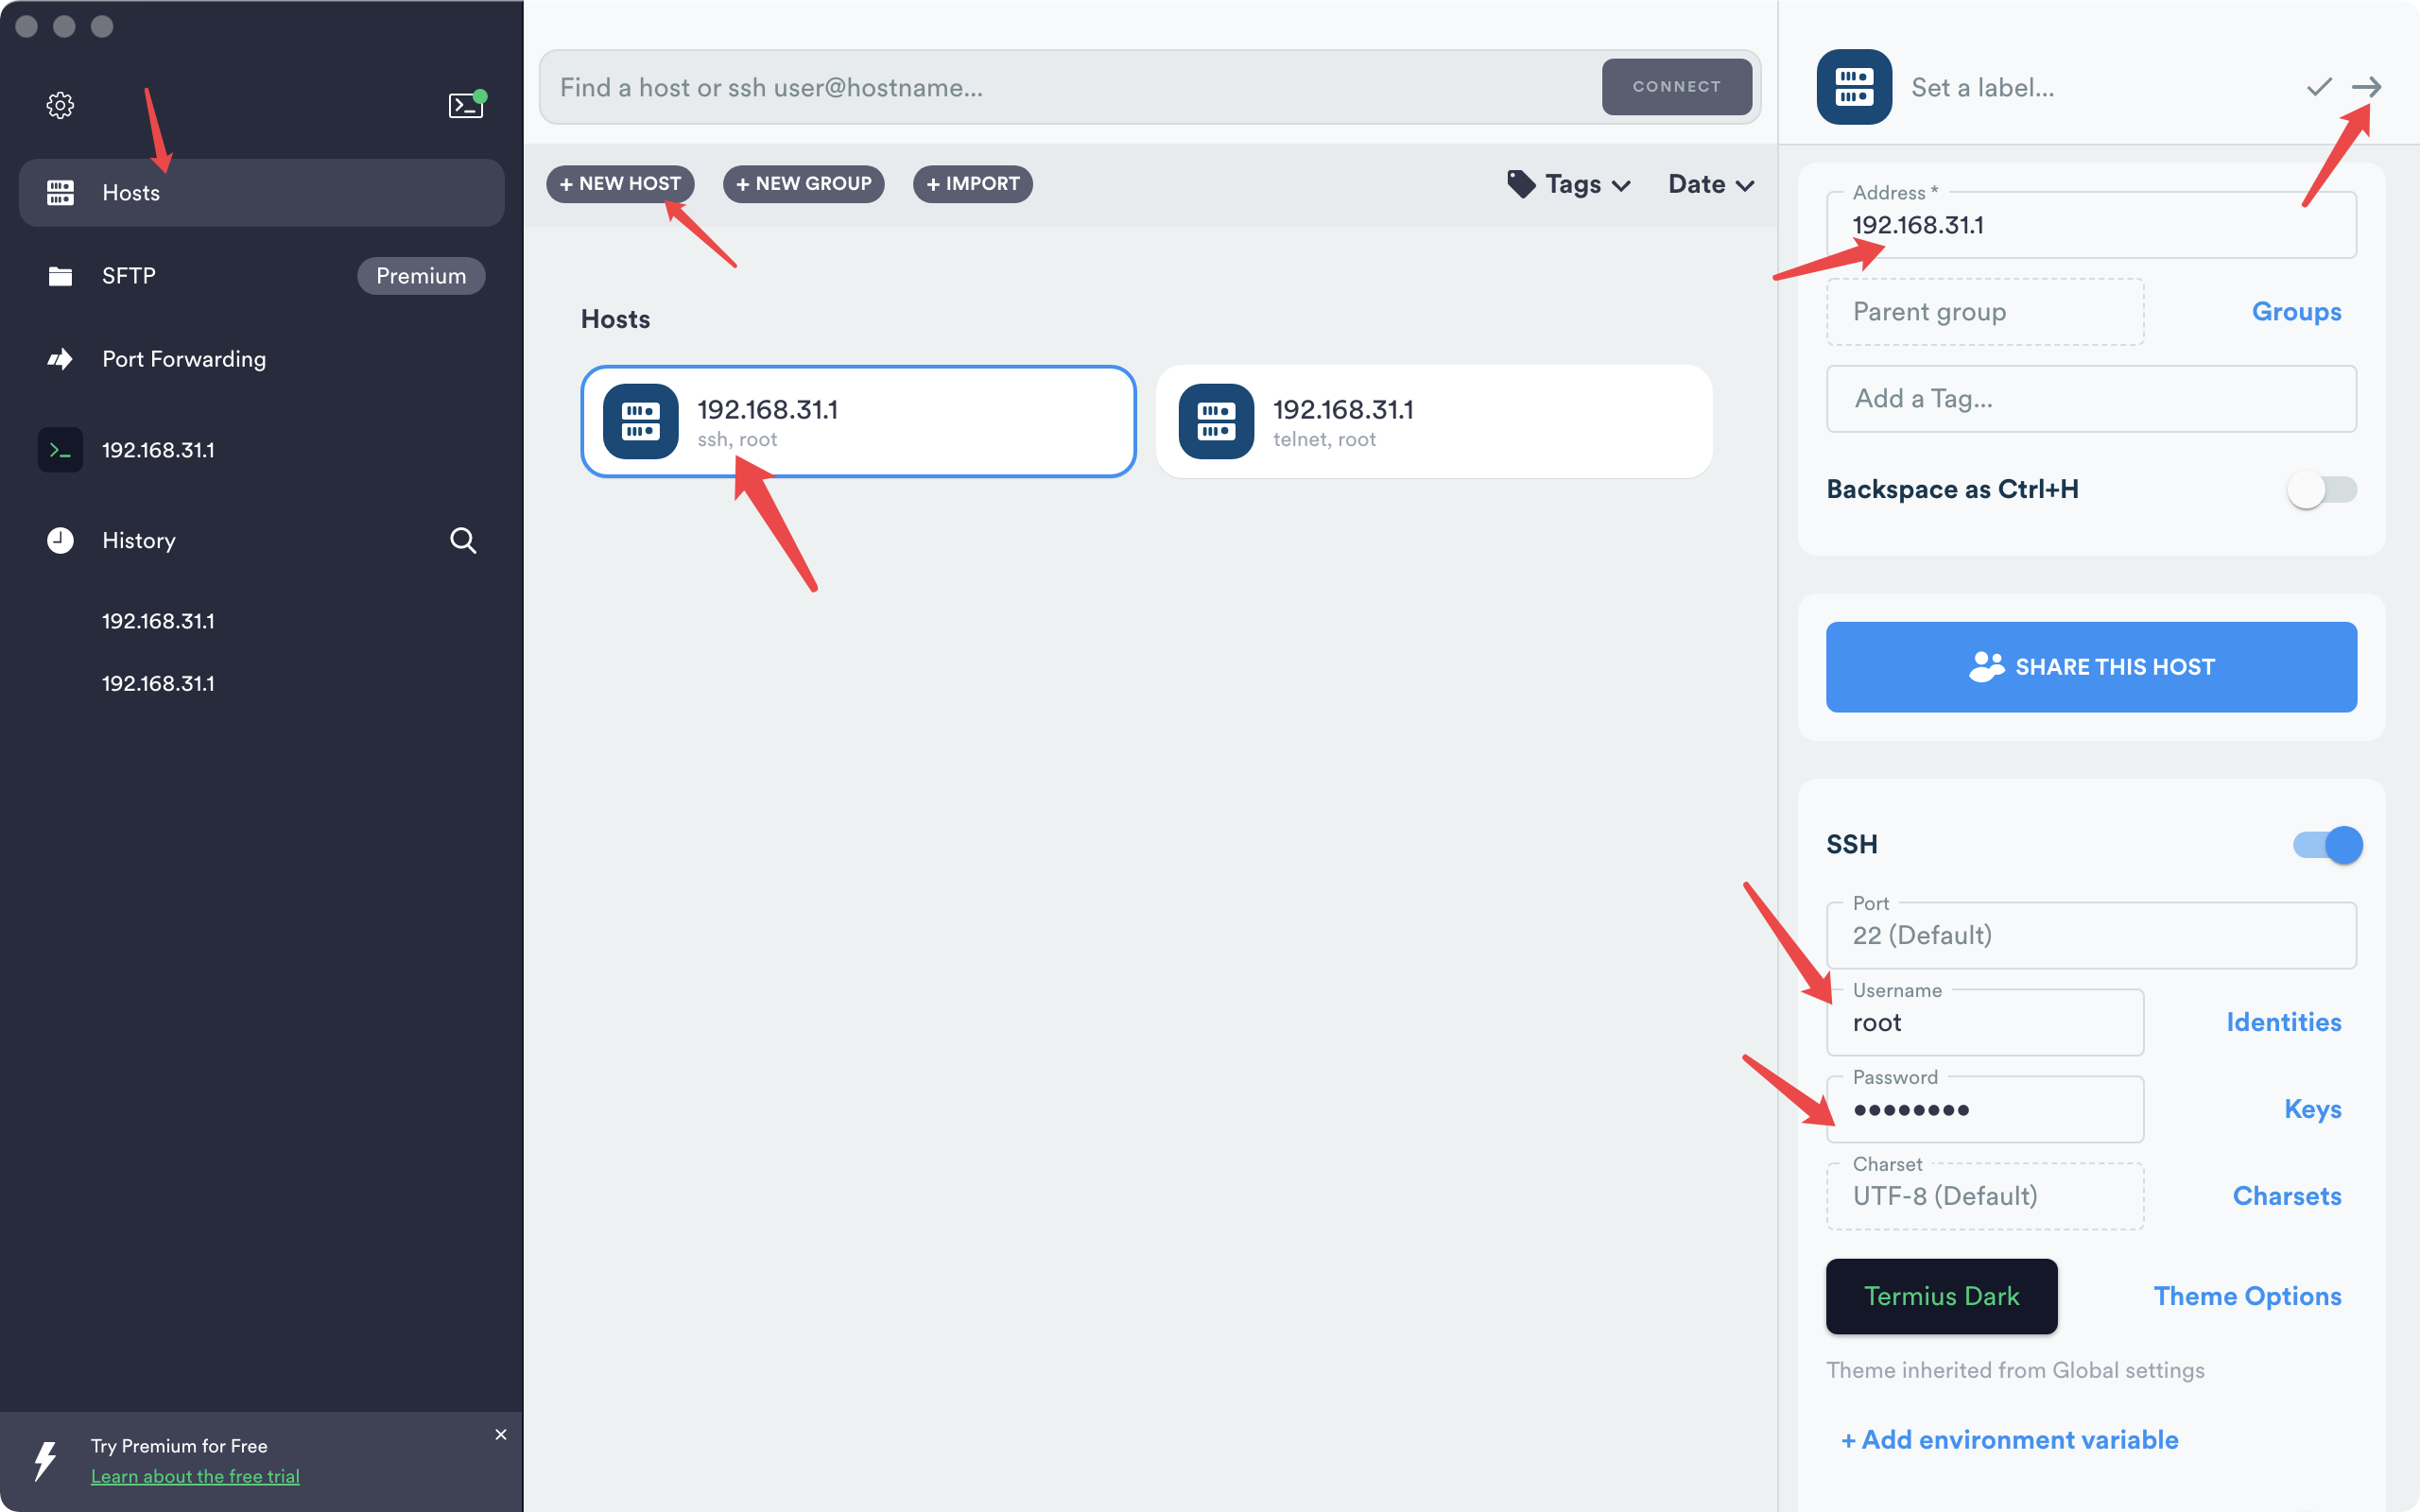 Hosts
SFTP
Premium
Port Forwarding
192.168.31.1
History
192.168.31.1
192.168.31.1
Try Premium for Free
Learn about the free trial
Find a host or ssh user@hostname...
CONNECT
+ NEW HOST
+ NEW GROUP
+ IMPORT
Tags
Date
Hosts
192.168.31.1
ssh, root
192.168.31.1
telnet, root
Set a label...
Address *
192.168.31.1
Parent group
Groups
Add a Tag...
Backspace as Ctrl+H
SHARE THIS HOST
SSH
Port
22 (Default)
Username
root
Identities
Password
••••••••
Keys
Charset
UTF-8 (Default)
Charsets
Termius Dark
Theme Options
Theme inherited from Global settings
+ Add environment variable